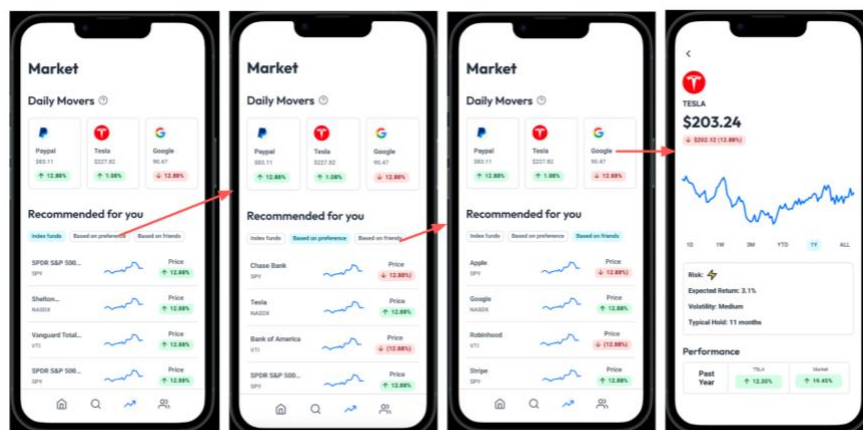 Market
Daily Movers
Paypal Tesla Google
$83.11 $227.82 90.47
↑ 12.88% ↑ 1.08% ↓ 12.88%
Recommended for you
Index funds Based on preference Based on friends
SPDR S&P 500... Price
SPY ↑ 12.88%
Shelton... Price
NASDX ↑ 12.88%
Vanguard Total... Price
VTI ↑ 12.88%
SPDR S&P 500... Price
SPY ↑ 12.88%
Market
Daily Movers
Paypal Tesla Google
$83.11 $227.82 90.47
↑ 12.88% ↑ 1.08% ↓ 12.88%
Recommended for you
Index funds Based on preference Based on friends
Chase Bank Price
SPY ↓ (12.88%)
Tesla Price
NASDX ↑ 12.88%
Bank of America Price
VTI ↓ (12.88%)
SPDR S&P 500... Price
SPY ↑ 12.88%
Market
Daily Movers
Paypal Tesla Google
$83.11 $227.82 90.47
↑ 12.88% ↑ 1.08% ↓ 12.88%
Recommended for you
Index funds Based on preference Based on friends
Apple Price
SPY ↓ (12.88%)
Google Price
NASDX ↑ 12.88%
Robinhood Price
VTI ↓ (12.88%)
Stripe Price
SPY ↑ 12.88%
TESLA
$203.24
↓ $202.12 (12.88%)
1D 1W 3M YTD 1Y ALL
Risk:
Expected Return: 3.1%
Volatility: Medium
Typical Hold: 11 months
Performance
Past Year TSLA Market
↑ 12.30% ↑ 19.45%